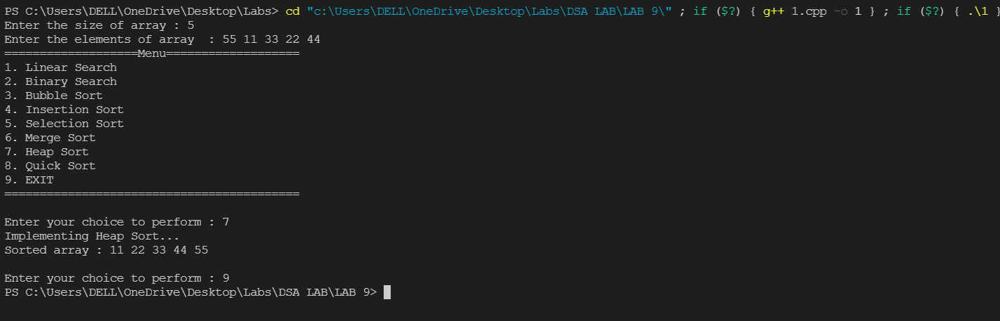 PS C:\Users\DELL\OneDrive\Desktop\Labs> cd "c:\Users\DELL\OneDrive\Desktop\Labs\DSA LAB\LAB 9\" ; if ($?) { g++ 1.cpp -o 1 } ; if ($?) { .\1 }
Enter the size of array : 5
Enter the elements of array  : 55 11 33 22 44
===================Menu===================
1. Linear Search
2. Binary Search
3. Bubble Sort
4. Insertion Sort
5. Selection Sort
6. Merge Sort
7. Heap Sort
8. Quick Sort
9. EXIT
==========================================
Enter your choice to perform : 7
Implementing Heap Sort...
Sorted array : 11 22 33 44 55
Enter your choice to perform : 9
PS C:\Users\DELL\OneDrive\Desktop\Labs\DSA LAB\LAB 9>